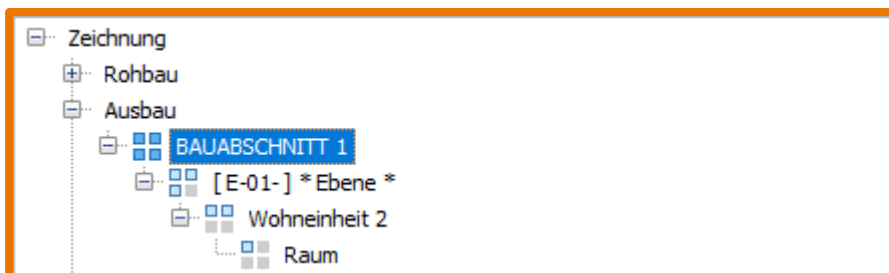 Zeichnung
Rohbau
Ausbau
BAUABSCHNITT 1
[ E-01- ] * Ebene *
Wohneinheit 2
Raum